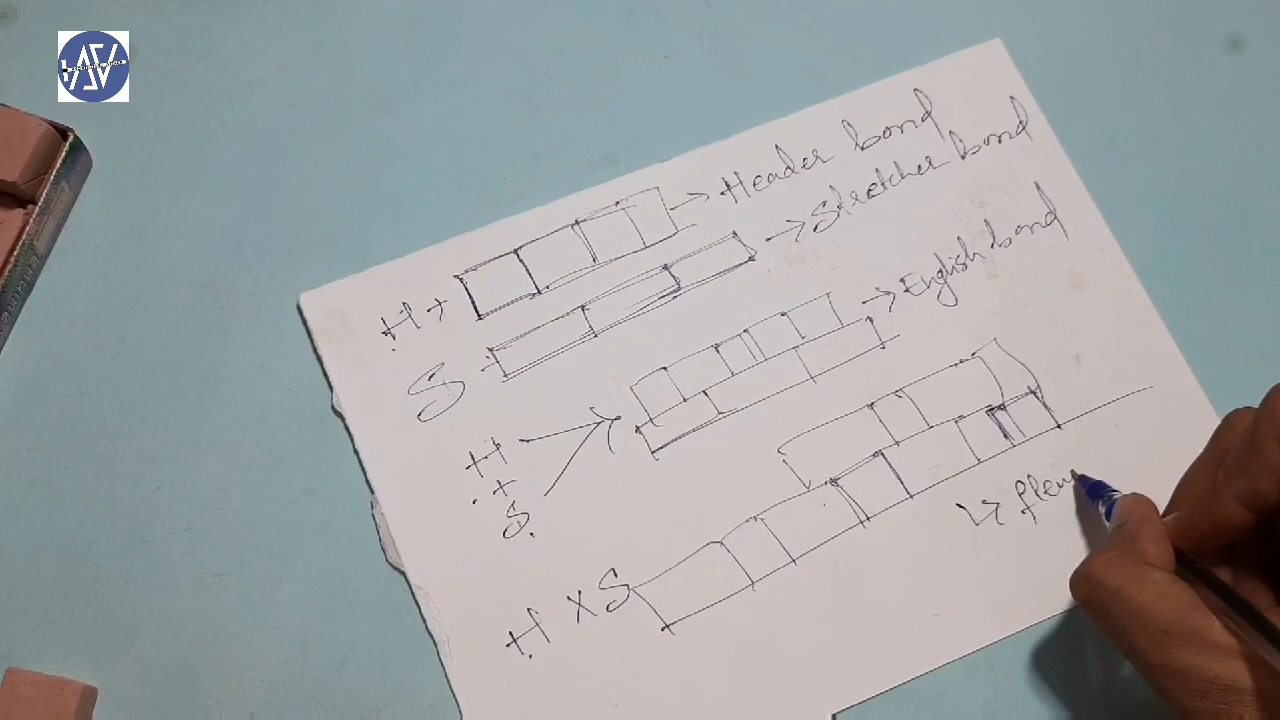 H + → Header bond
S → Stretcher bond
H + S → English bond
H × S
↳ flem